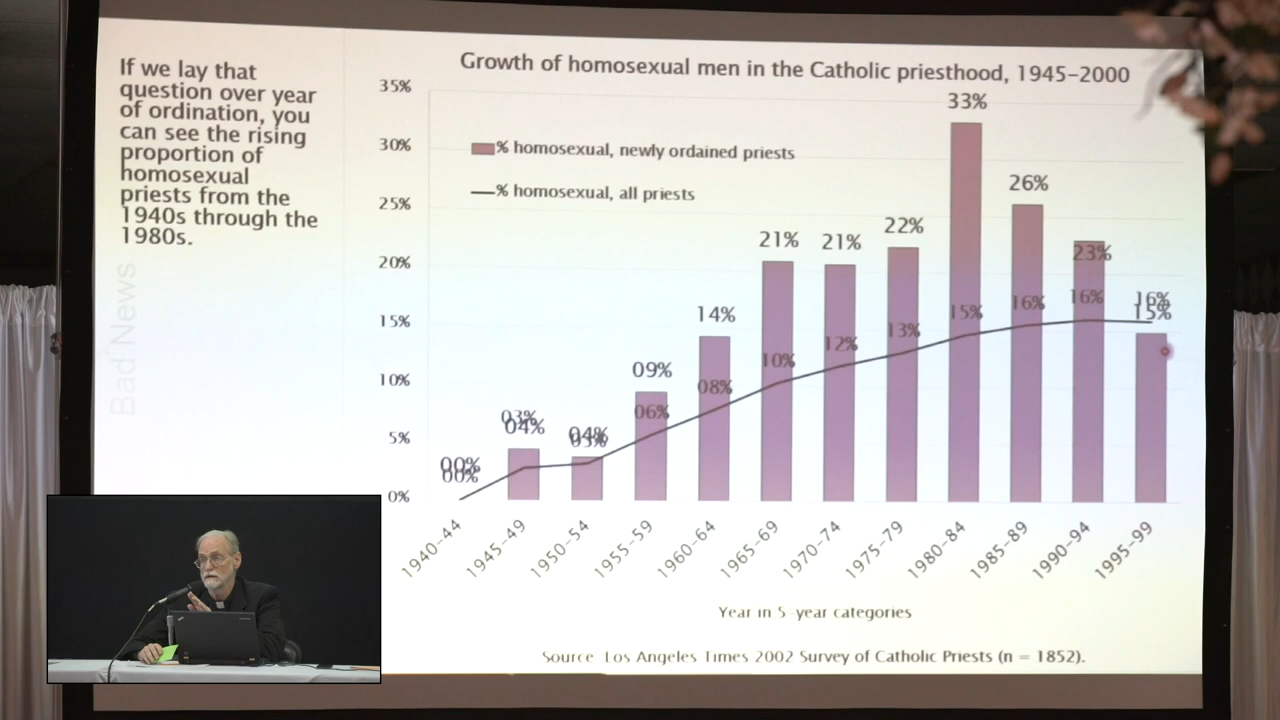 If we lay that
question over year
of ordination, you
can see the rising
proportion of
homosexual
priests from the
1940s through the
1980s.
Bad News
Growth of homosexual men in the Catholic priesthood, 1945–2000
35%
30%
25%
20%
15%
10%
5%
0%
% homosexual, newly ordained priests
% homosexual, all priests
00%
00%
03%
04%
04%
09%
06%
14%
08%
21%
10%
21%
12%
22%
13%
33%
15%
26%
16%
23%
16%
16%
15%
1940–44
1945–49
1950–54
1955–59
1960–64
1965–69
1970–74
1975–79
1980–84
1985–89
1990–94
1995–99
Year in 5-year categories
Source Los Angeles Times 2002 Survey of Catholic Priests (n = 1852).